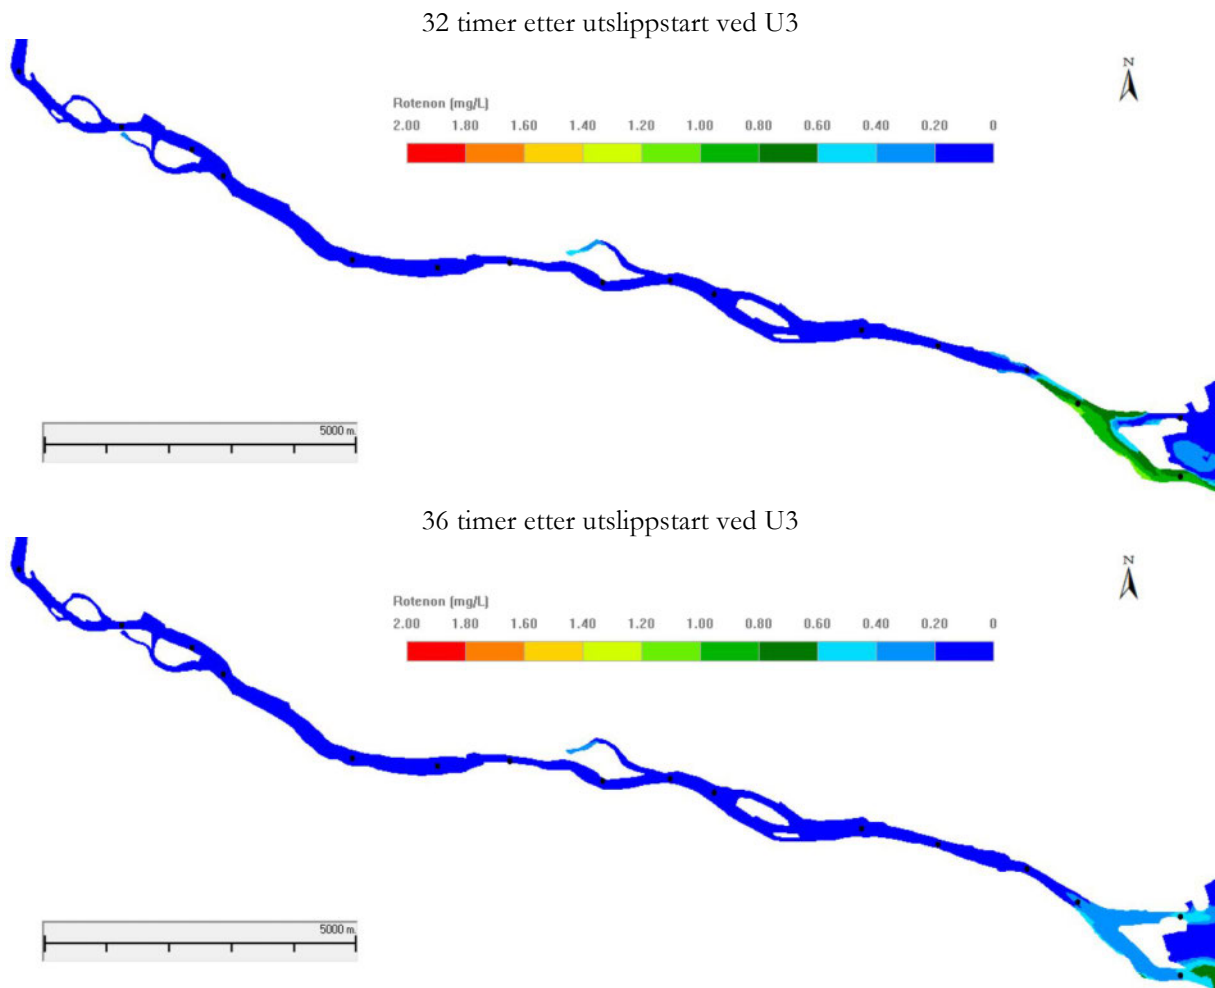 32 timer etter utslippstart ved U3
N
Rotenon (mg/L)
2.00 1.80 1.60 1.40 1.20 1.00 0.80 0.60 0.40 0.20 0
5000 m.
36 timer etter utslippstart ved U3
N
Rotenon (mg/L)
2.00 1.80 1.60 1.40 1.20 1.00 0.80 0.60 0.40 0.20 0
5000 m.